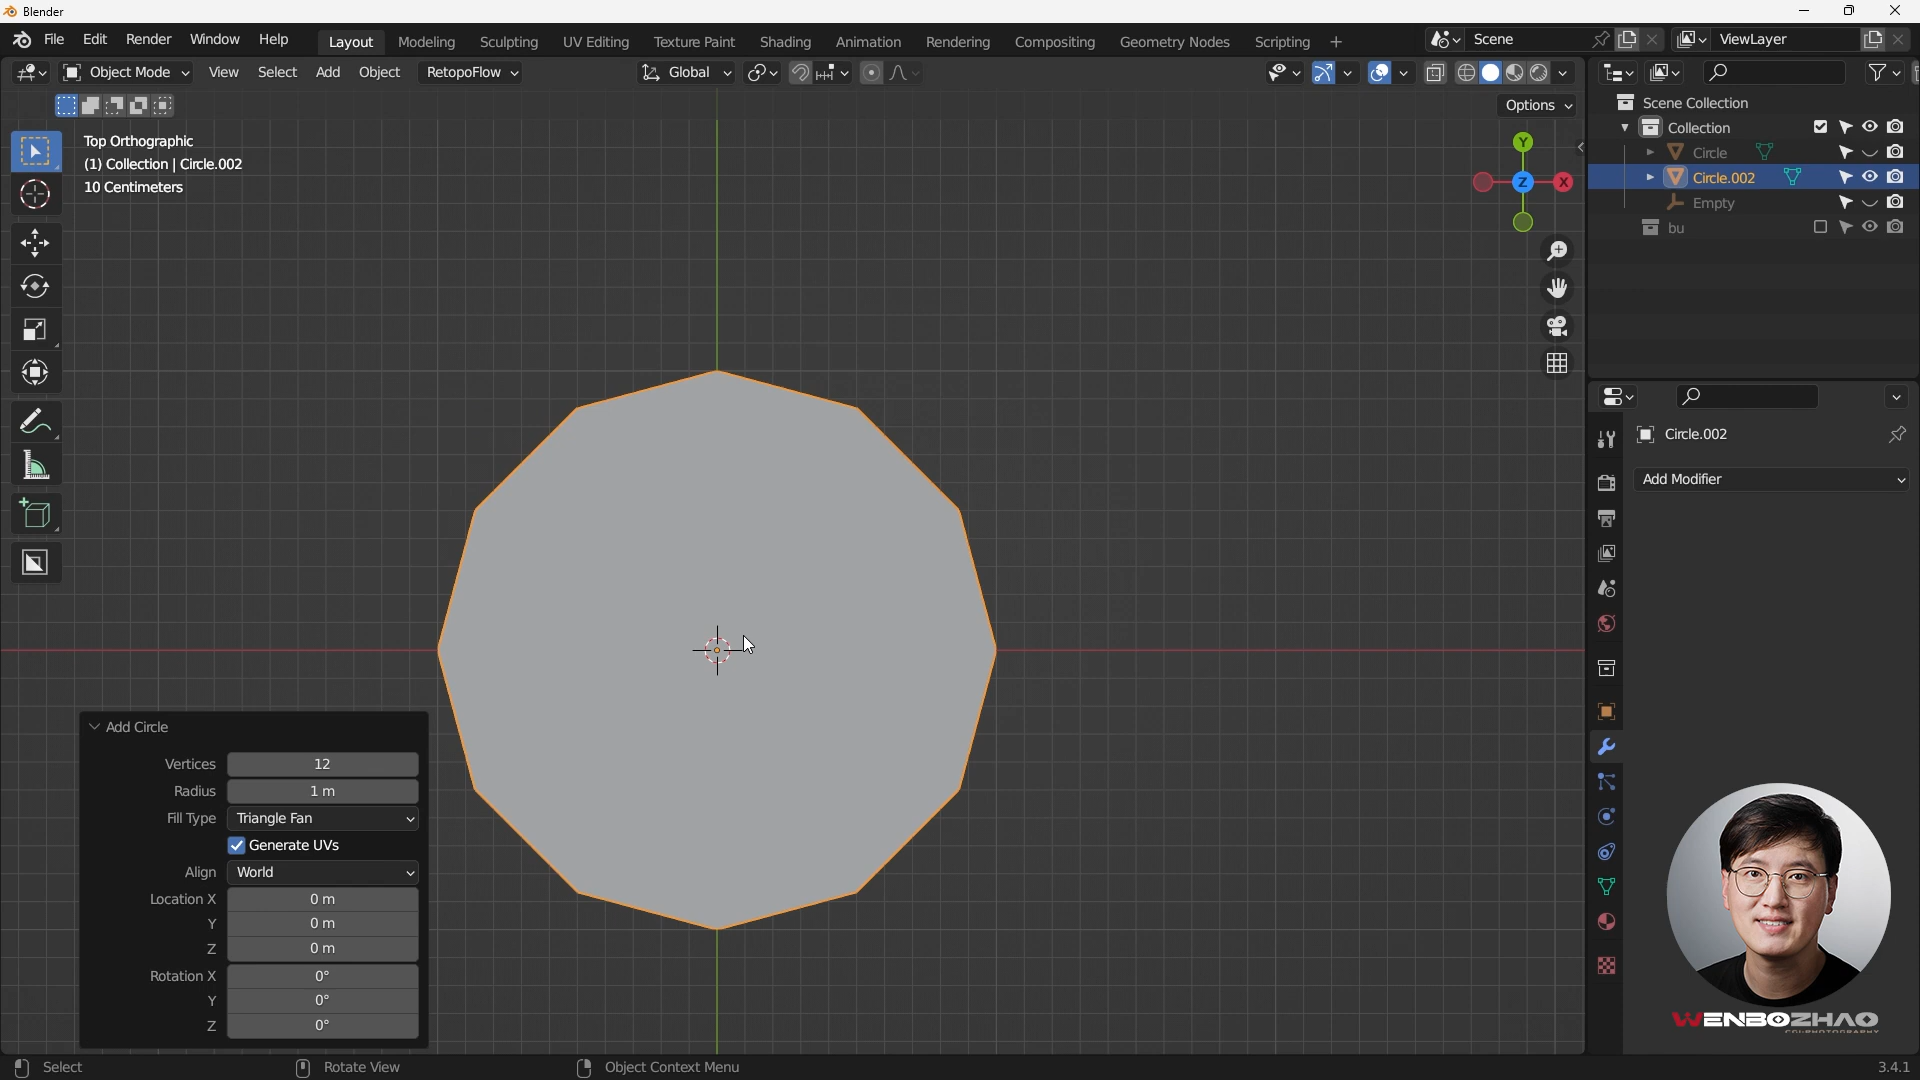 Blender
File Edit Render Window Help Layout Modeling Sculpting UV Editing Texture Paint Shading Animation Rendering Compositing Geometry Nodes Scripting + Scene ViewLayer
Object Mode View Select Add Object RetopoFlow Global
Options
Top Orthographic
(1) Collection | Circle.002
10 Centimeters
Y
Z
X
Scene Collection
Collection
Circle
Circle.002
Empty
bu
Circle.002
Add Modifier
Add Circle
Vertices 12
Radius 1 m
Fill Type Triangle Fan
Generate UVs
Align World
Location X 0 m
Y 0 m
Z 0 m
Rotation X 0°
Y 0°
Z 0°
WENBOZHAO
Select Rotate View Object Context Menu 3.4.1